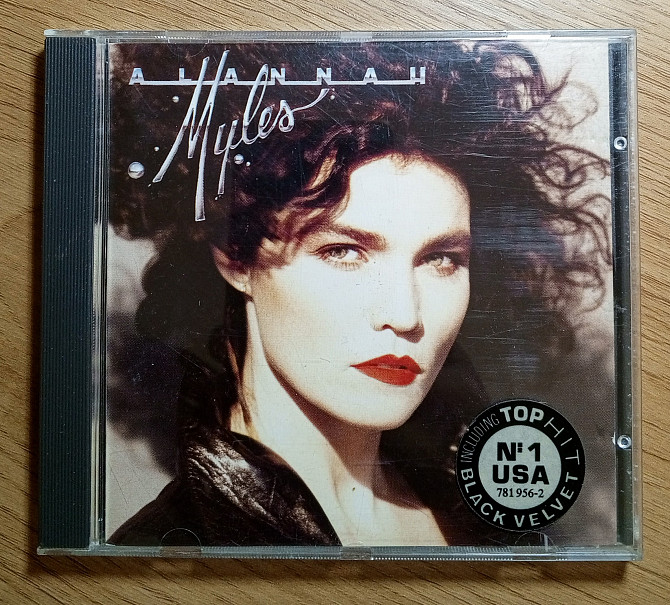 ALANNAH
Myles
INCLUDING TOP HIT
Nº1
USA
781 956-2
BLACK VELVET